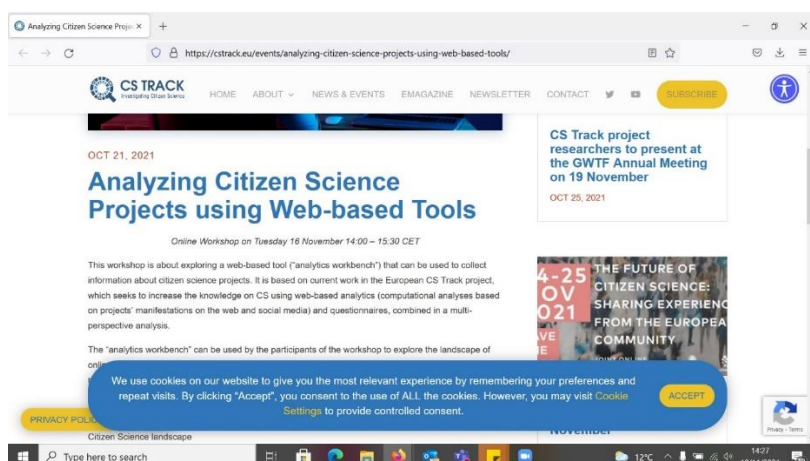 Analyzing Citizen Science Proje
https://cstrack.eu/events/analyzing-citizen-science-projects-using-web-based-tools/
CS TRACK
Investigating Citizen Science
HOME ABOUT NEWS & EVENTS EMAGAZINE NEWSLETTER CONTACT SUBSCRIBE
OCT 21, 2021
Analyzing Citizen Science
Projects using Web-based Tools
Online Workshop on Tuesday 16 November 14:00 – 15:30 CET
This workshop is about exploring a web-based tool ("analytics workbench") that can be used to collect
information about citizen science projects. It is based on current work in the European CS Track project,
which seeks to increase the knowledge on CS using web-based analytics (computational analyses based
on projects' manifestations on the web and social media) and questionnaires, combined in a multi-
perspective analysis.
The "analytics workbench" can be used by the participants of the workshop to explore the landscape of
Citizen Science landscape
CS Track project
researchers to present at
the GWTF Annual Meeting
on 19 November
OCT 25, 2021
4-25
OV
021
THE FUTURE OF
CITIZEN SCIENCE:
SHARING EXPERIENC
FROM THE EUROPEA
COMMUNITY
November
We use cookies on our website to give you the most relevant experience by remembering your preferences and
repeat visits. By clicking "Accept", you consent to the use of ALL the cookies. However, you may visit Cookie
Settings to provide controlled consent.
ACCEPT
PRIVACY POLIC
Privacy - Terms
Type here to search
12°C
14:27